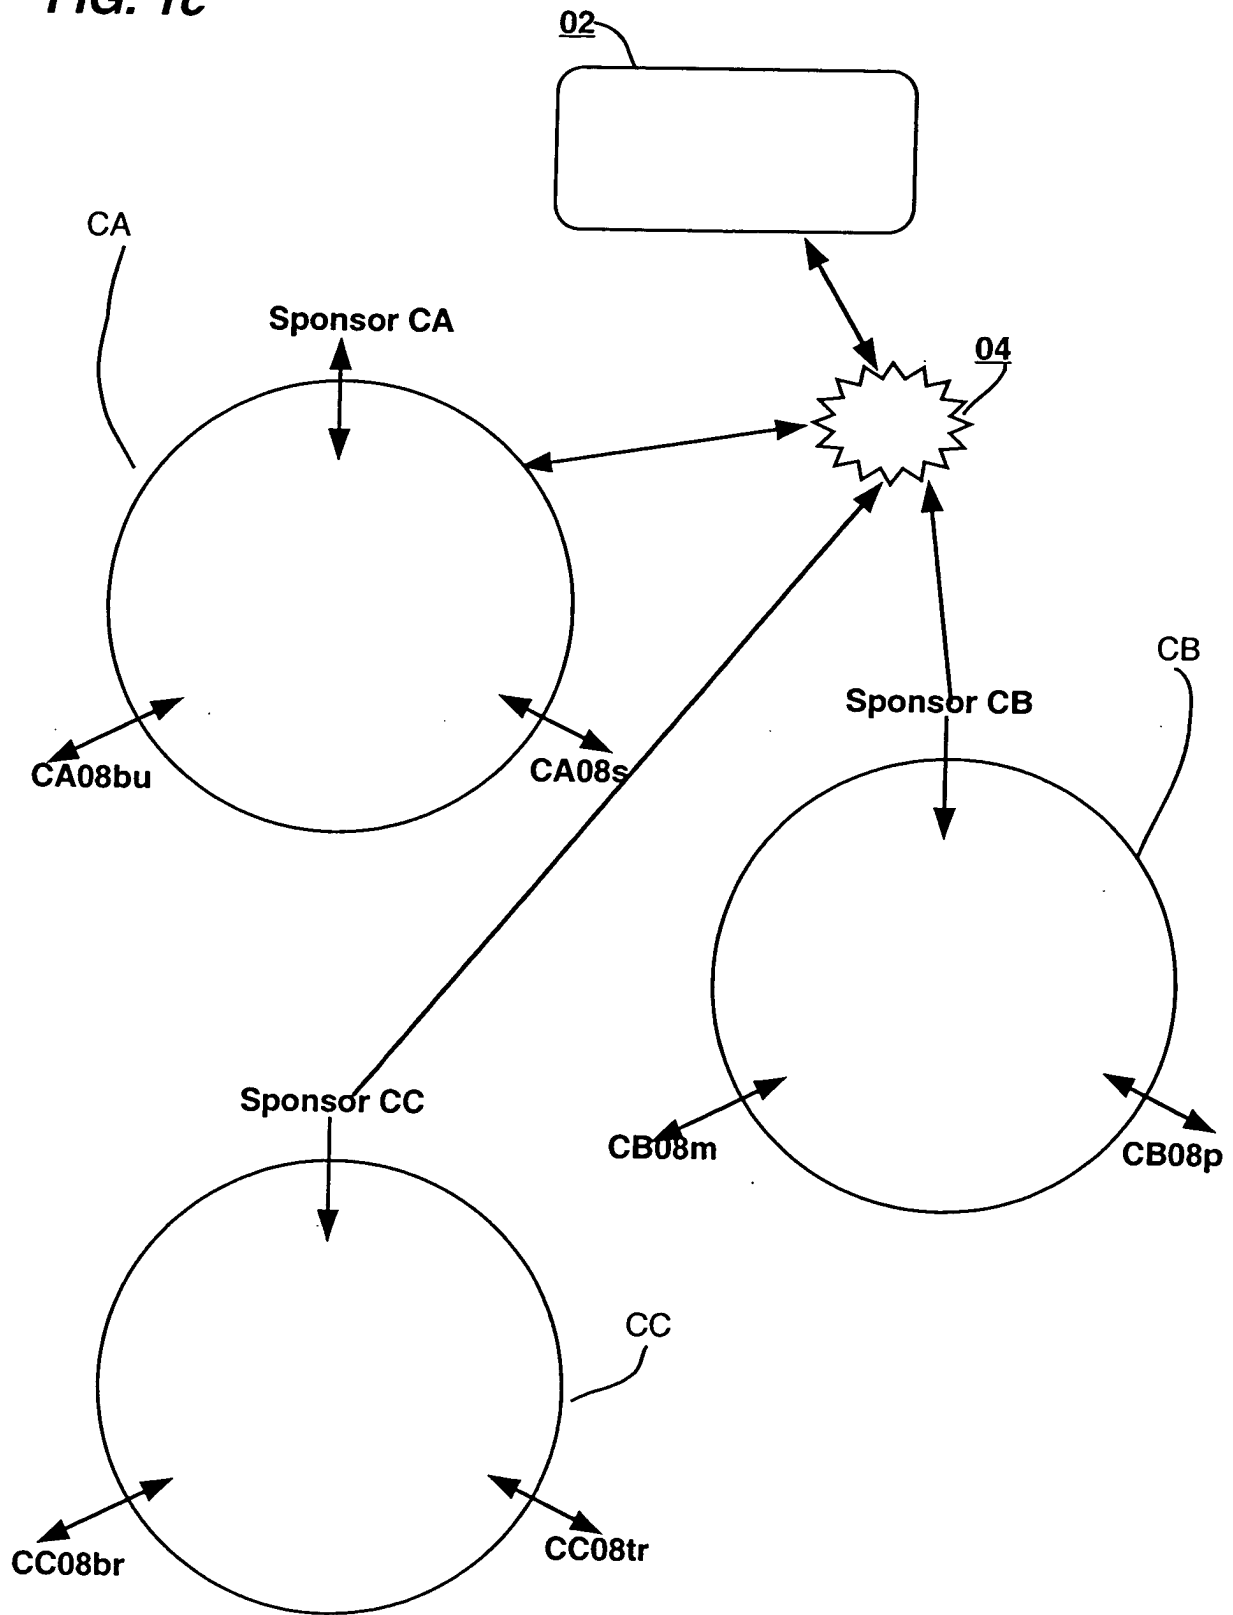 FIG. 1c
02
CA
Sponsor CA
04
CB
Sponsor CB
CA08bu
CA08s
Sponsor CC
CB08m
CB08p
CC
CC08br
CC08tr